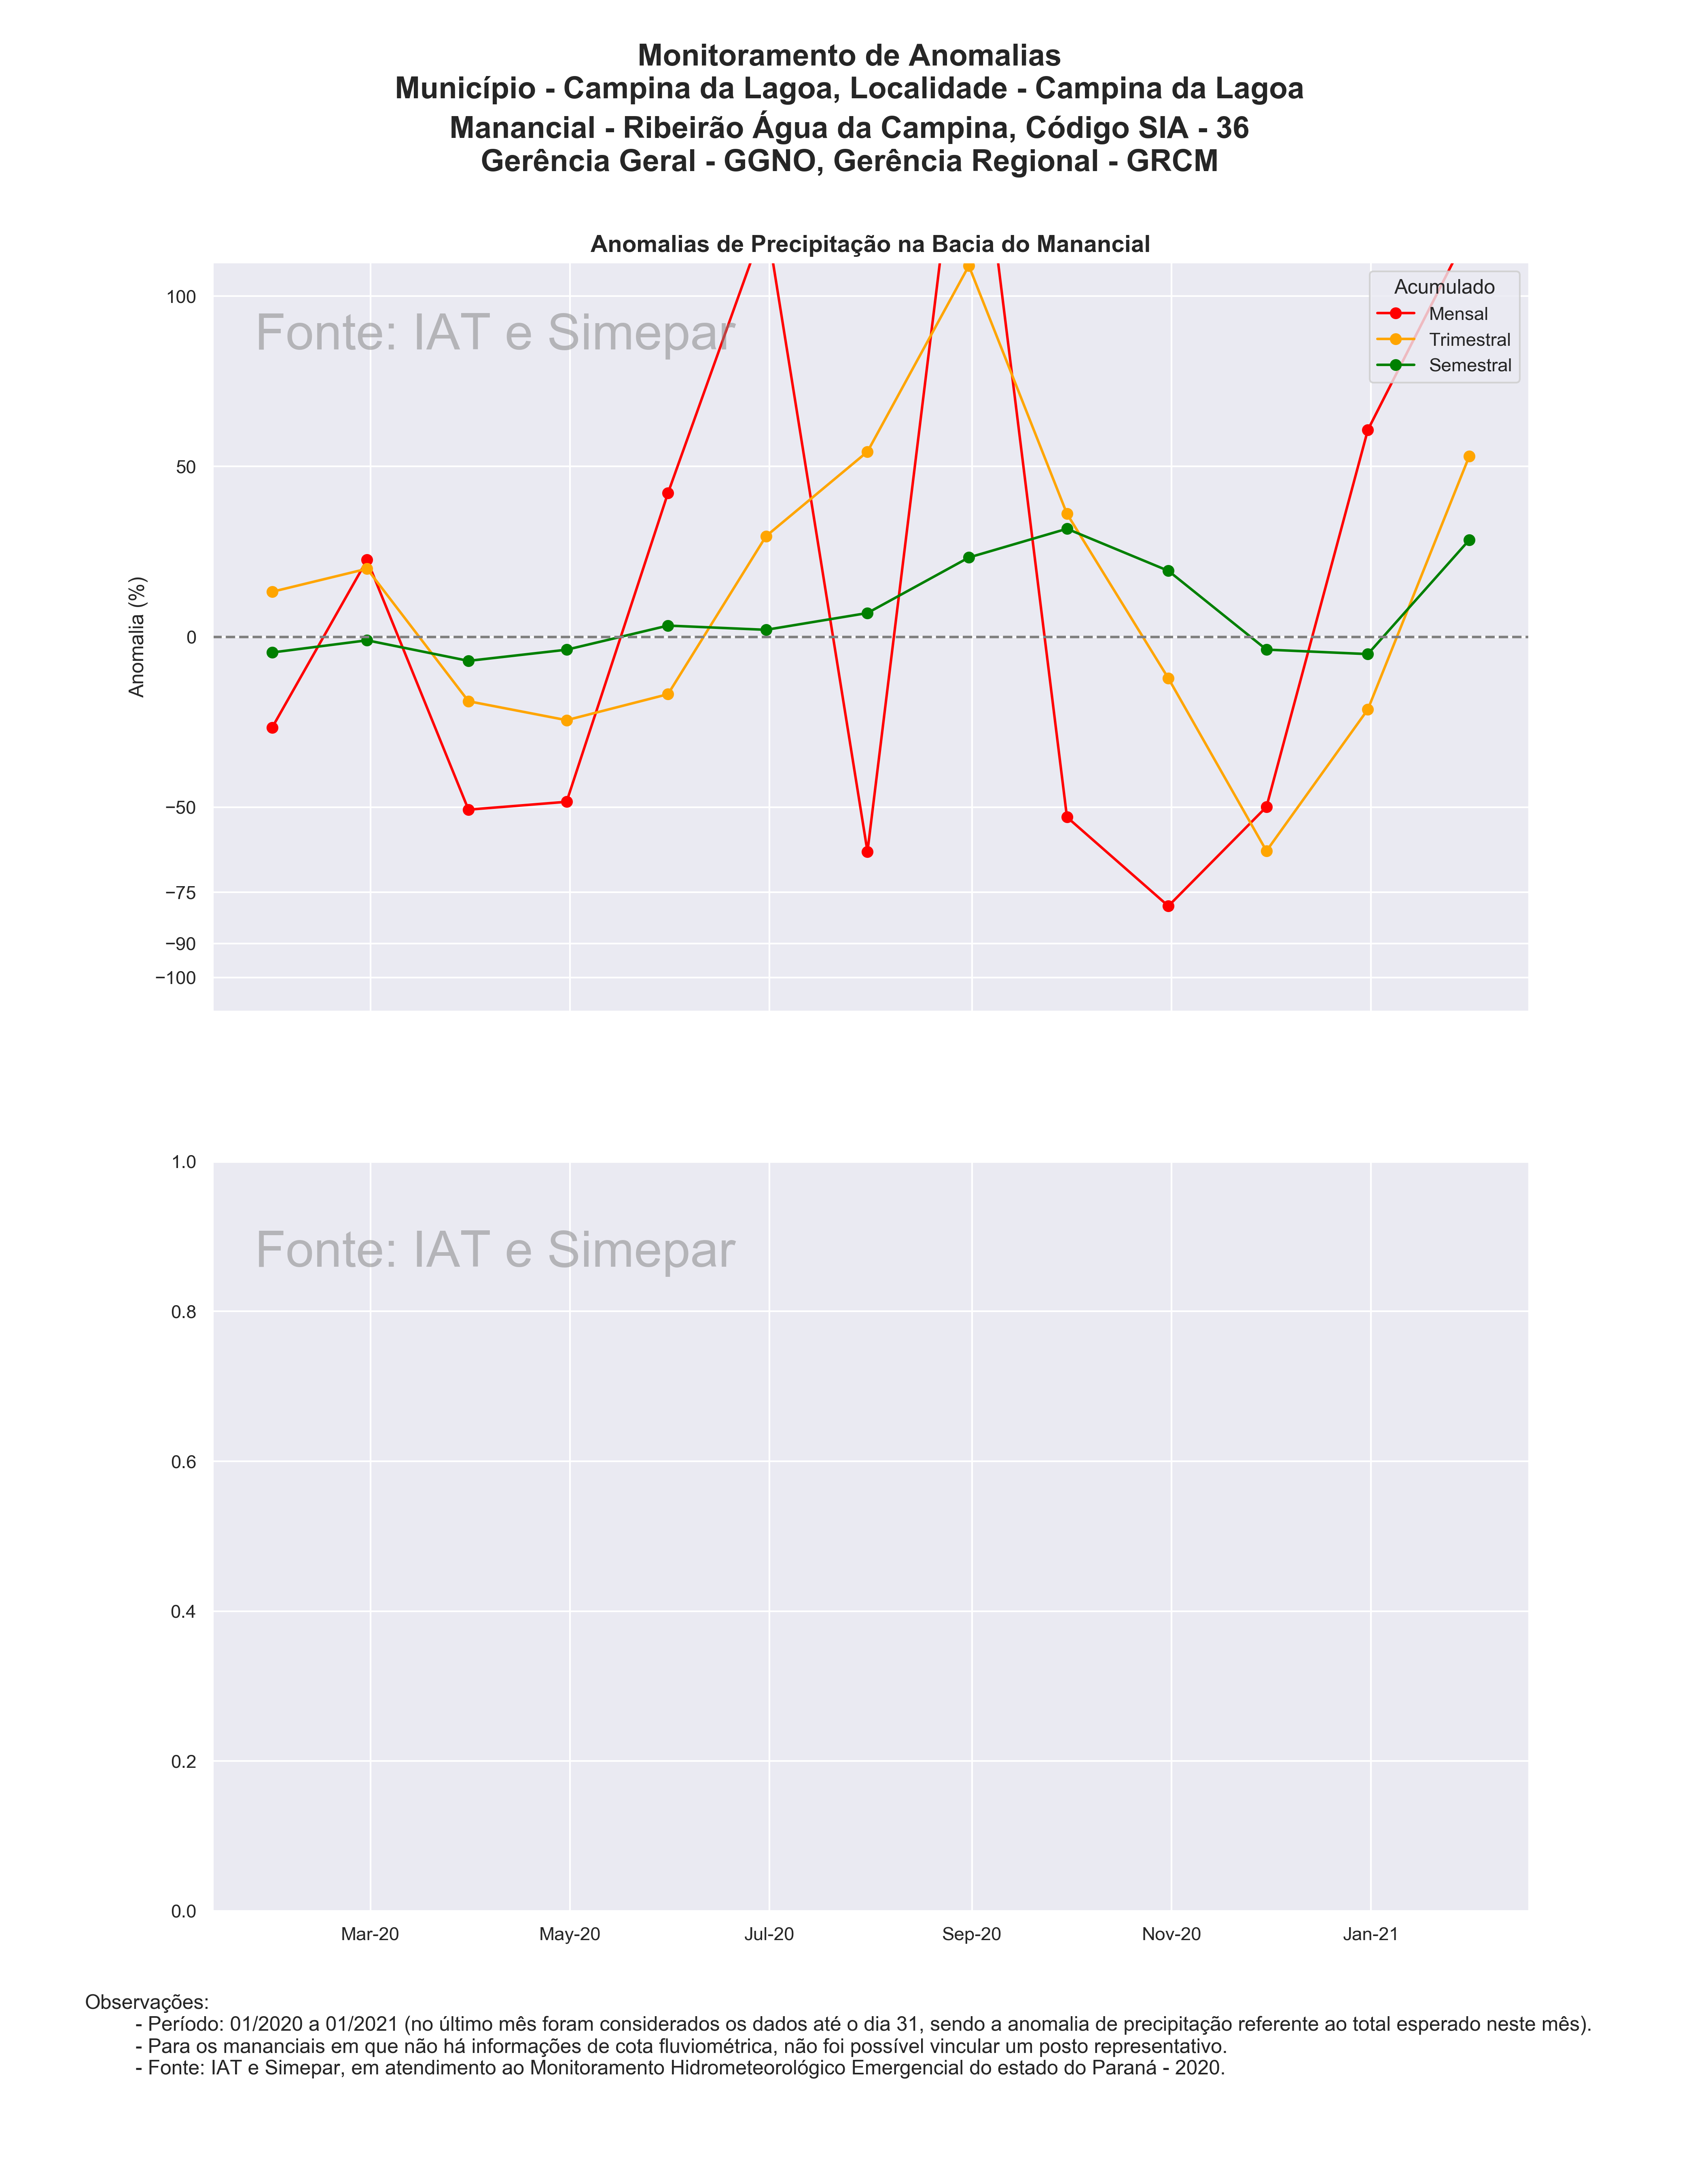 Monitoramento de Anomalias
Município - Campina da Lagoa, Localidade - Campina da Lagoa
Manancial - Ribeirão Água da Campina, Código SIA - 36
Gerência Geral - GGNO, Gerência Regional - GRCM
Anomalias de Precipitação na Bacia do Manancial
Fonte: IAT e Simepar
Acumulado
Mensal
Trimestral
Semestral
Anomalia (%)
100
50
0
−50
−75
−90
−100
Fonte: IAT e Simepar
1.0
0.8
0.6
0.4
0.2
0.0
Mar-20 May-20 Jul-20 Sep-20 Nov-20 Jan-21
Observações:
- Período: 01/2020 a 01/2021 (no último mês foram considerados os dados até o dia 31, sendo a anomalia de precipitação referente ao total esperado neste mês).
- Para os mananciais em que não há informações de cota fluviométrica, não foi possível vincular um posto representativo.
- Fonte: IAT e Simepar, em atendimento ao Monitoramento Hidrometeorológico Emergencial do estado do Paraná - 2020.